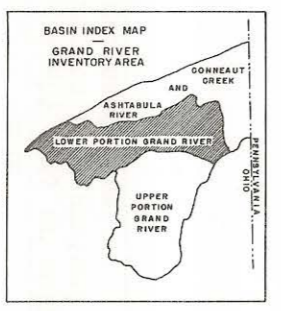 BASIN INDEX MAP
GRAND RIVER
INVENTORY AREA
CONNEAUT
CREEK
AND
ASHTABULA
RIVER
LOWER PORTION GRAND RIVER
UPPER
PORTION
GRAND
RIVER
PENNSYLVANIA
OHIO